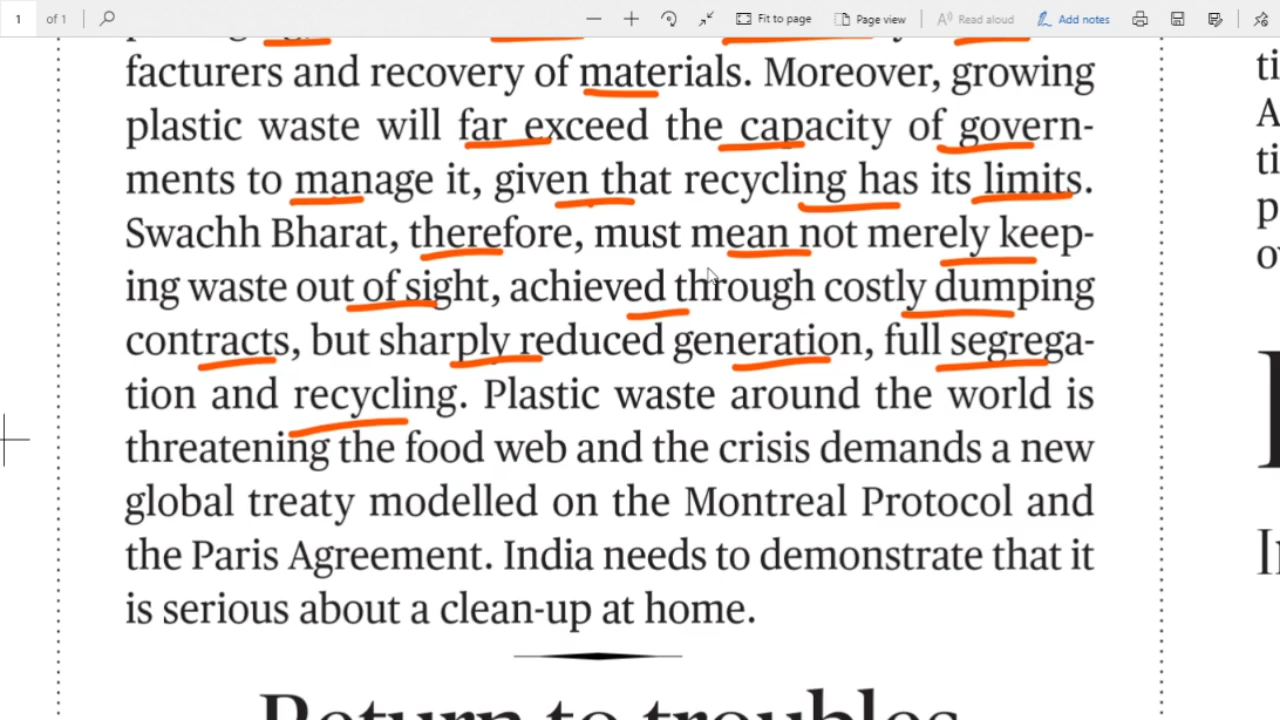 1 of 1 Fit to page Page view Read aloud Add notes
facturers and recovery of materials. Moreover, growing
plastic waste will far exceed the capacity of govern-
ments to manage it, given that recycling has its limits.
Swachh Bharat, therefore, must mean not merely keep-
ing waste out of sight, achieved through costly dumping
contracts, but sharply reduced generation, full segrega-
tion and recycling. Plastic waste around the world is
threatening the food web and the crisis demands a new
global treaty modelled on the Montreal Protocol and
the Paris Agreement. India needs to demonstrate that it
is serious about a clean-up at home.
Return to troubles